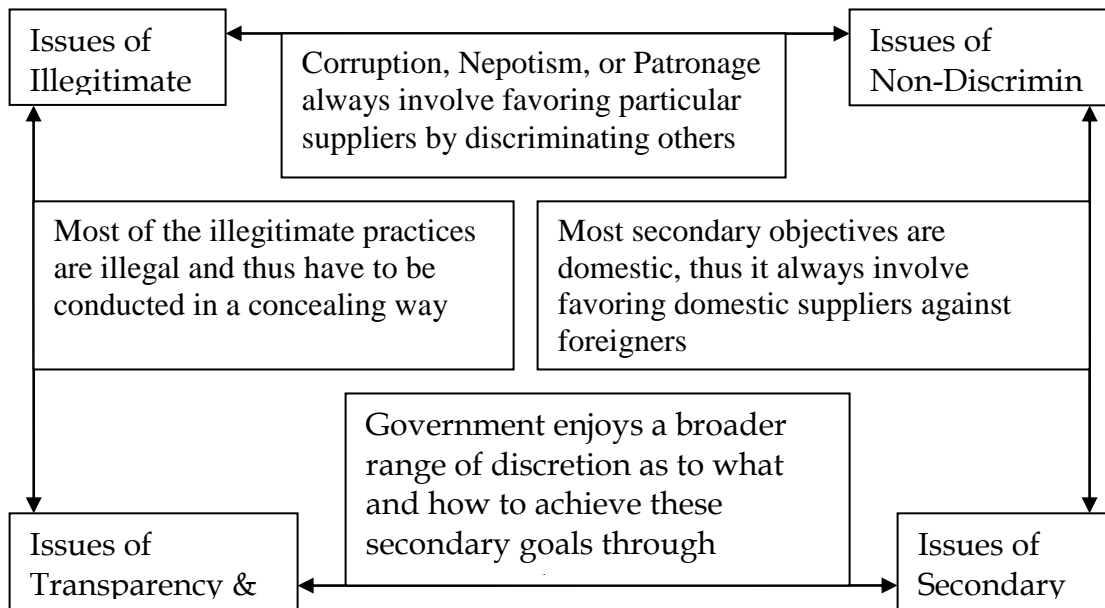 Issues of
Illegitimate
Corruption, Nepotism, or Patronage
always involve favoring particular
suppliers by discriminating others
Issues of
Non-Discrimin
Most of the illegitimate practices
are illegal and thus have to be
conducted in a concealing way
Most secondary objectives are
domestic, thus it always involve
favoring domestic suppliers against
foreigners
Government enjoys a broader
range of discretion as to what
and how to achieve these
secondary goals through
Issues of
Transparency &
Issues of
Secondary